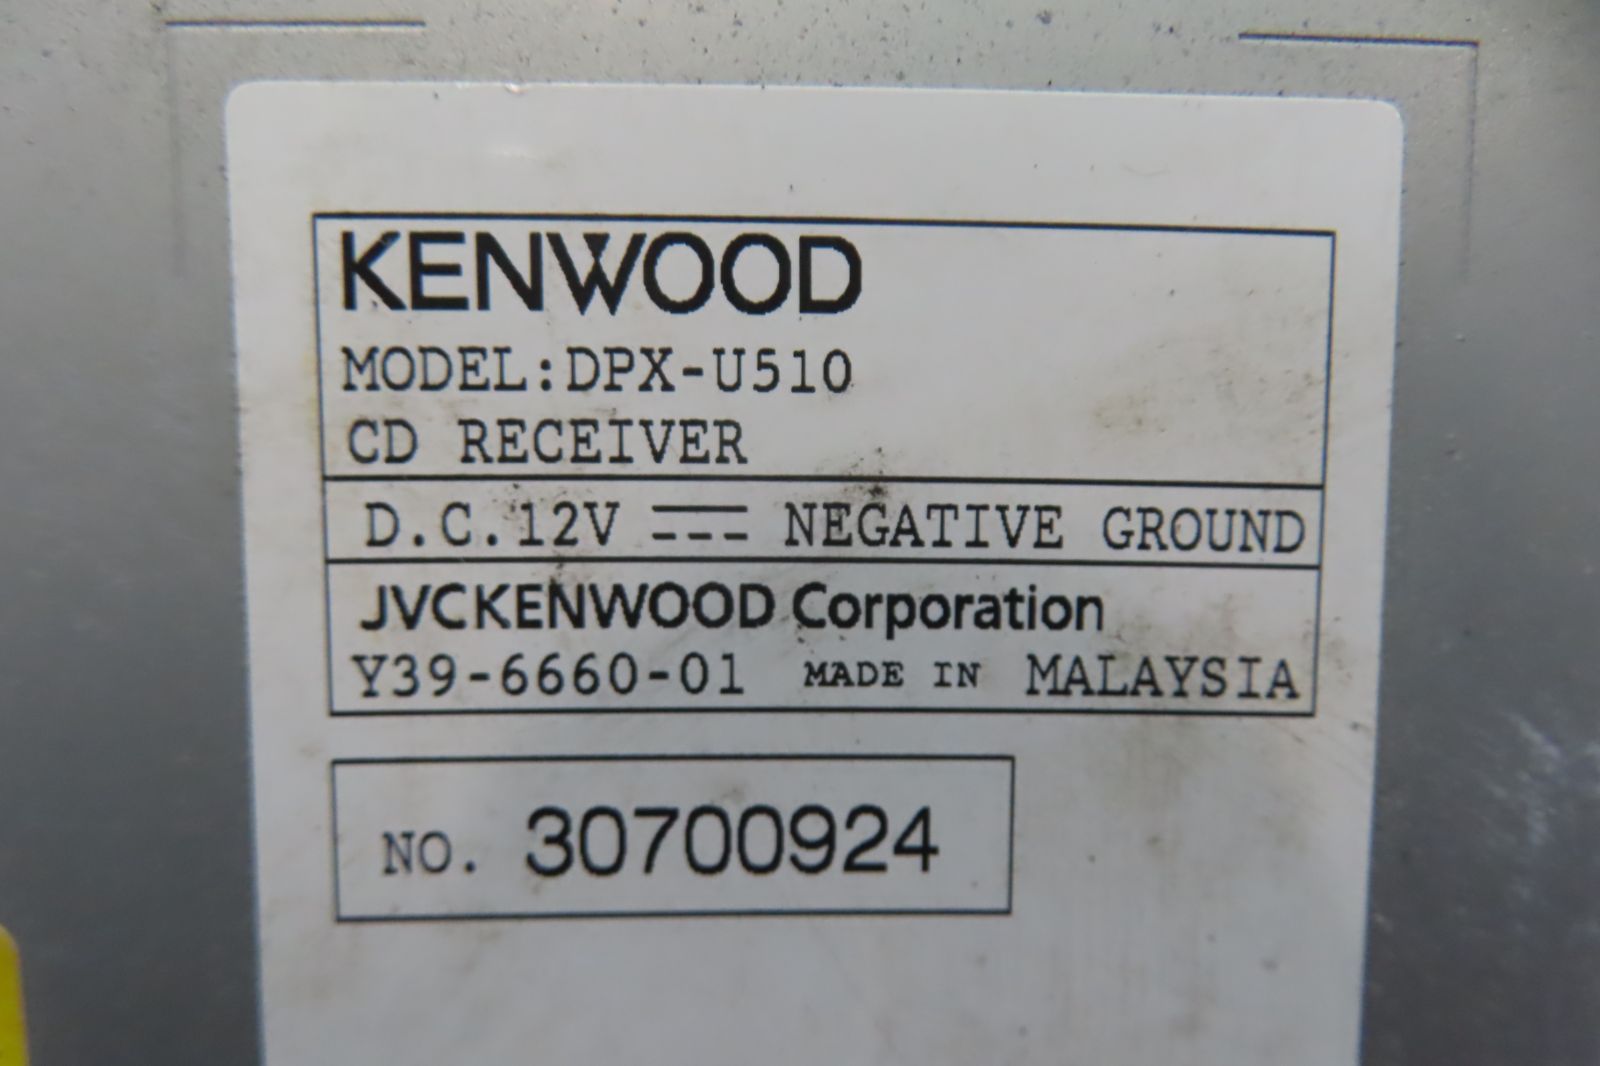 KENWOOD
MODEL:DPX-U510
CD RECEIVER
D.C.12V ⎓ NEGATIVE GROUND
JVCKENWOOD Corporation
Y39-6660-01 MADE IN MALAYSIA
NO. 30700924